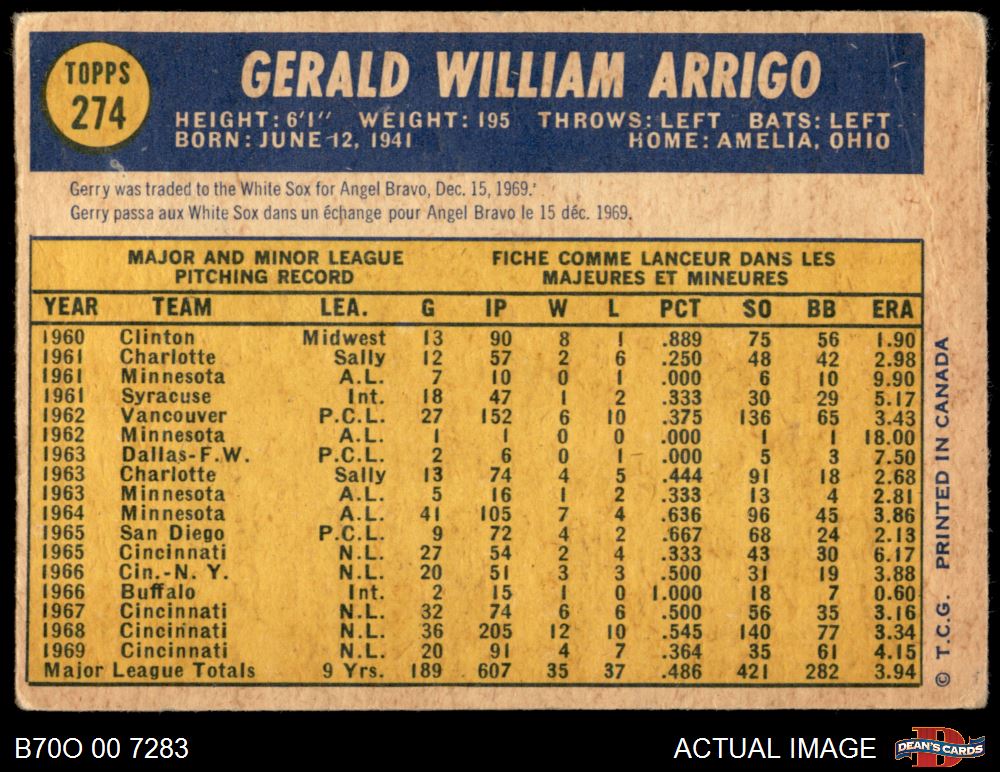 TOPPS
274
GERALD WILLIAM ARRIGO
HEIGHT: 6'1" WEIGHT: 195 THROWS: LEFT BATS: LEFT
BORN: JUNE 12, 1941 HOME: AMELIA, OHIO
Gerry was traded to the White Sox for Angel Bravo, Dec. 15, 1969.
Gerry passa aux White Sox dans un échange pour Angel Bravo le 15 déc. 1969.
MAJOR AND MINOR LEAGUE FICHE COMME LANCEUR DANS LES
PITCHING RECORD MAJEURES ET MINEURES
YEAR TEAM LEA. G IP W L PCT SO BB ERA
1960 Clinton Midwest 13 90 8 1 .889 75 56 1.90
1961 Charlotte Sally 12 57 2 6 .250 48 42 2.98
1961 Minnesota A.L. 7 10 0 1 .000 6 10 9.90
1961 Syracuse Int. 18 47 1 2 .333 30 29 5.17
1962 Vancouver P.C.L. 27 152 6 10 .375 136 65 3.43
1962 Minnesota A.L. 1 1 0 0 .000 1 1 18.00
1963 Dallas-F.W. P.C.L. 2 6 0 1 .000 5 3 7.50
1963 Charlotte Sally 13 74 4 5 .444 91 18 2.68
1963 Minnesota A.L. 5 16 1 2 .333 13 4 2.81
1964 Minnesota A.L. 41 105 7 4 .636 96 45 3.86
1965 San Diego P.C.L. 9 72 4 2 .667 68 24 2.13
1965 Cincinnati N.L. 27 54 2 4 .333 43 30 6.17
1966 Cin.-N. Y. N.L. 20 51 3 3 .500 31 19 3.88
1966 Buffalo Int. 2 15 1 0 1.000 18 7 0.60
1967 Cincinnati N.L. 32 74 6 6 .500 56 35 3.16
1968 Cincinnati N.L. 36 205 12 10 .545 140 77 3.34
1969 Cincinnati N.L. 20 91 4 7 .364 35 61 4.15
Major League Totals 9 Yrs. 189 607 35 37 .486 421 282 3.94
© T.C.G. PRINTED IN CANADA
B70O 00 7283
ACTUAL IMAGE
DEAN'S CARDS